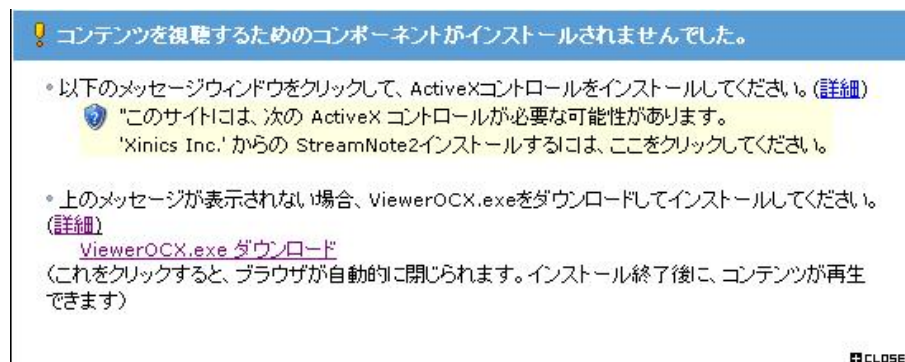 コンテンツを視聴するためのコンポーネントがインストールされませんでした。
以下のメッセージウィンドウをクリックして、ActiveXコントロールをインストールしてください。(詳細)
"このサイトには、次の ActiveX コントロールが必要な可能性があります。
'Xinics Inc.' からの StreamNote2インストールするには、ここをクリックしてください。
上のメッセージが表示されない場合、ViewerOCX.exeをダウンロードしてインストールしてください。
(詳細)
ViewerOCX.exe ダウンロード
(これをクリックすると、ブラウザが自動的に閉じられます。インストール終了後に、コンテンツが再生
できます)
CLOSE